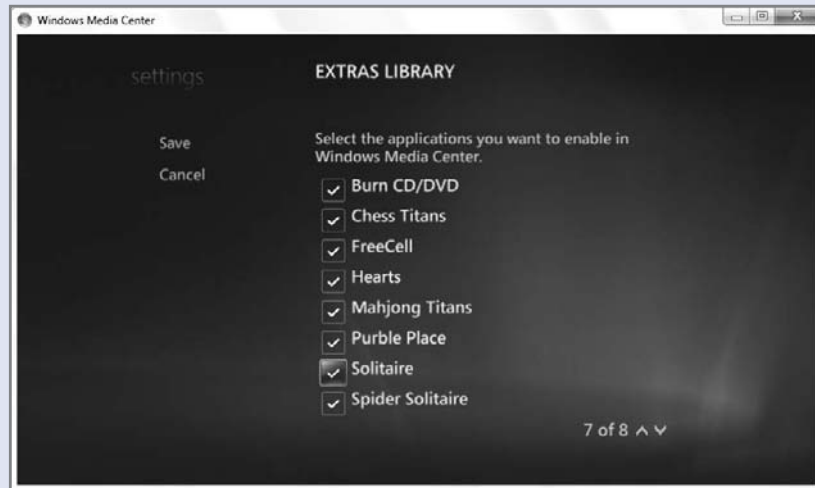 Windows Media Center
settings
EXTRAS LIBRARY
Save
Cancel
Select the applications you want to enable in
Windows Media Center.
Burn CD/DVD
Chess Titans
FreeCell
Hearts
Mahjong Titans
Purble Place
Solitaire
Spider Solitaire
7 of 8